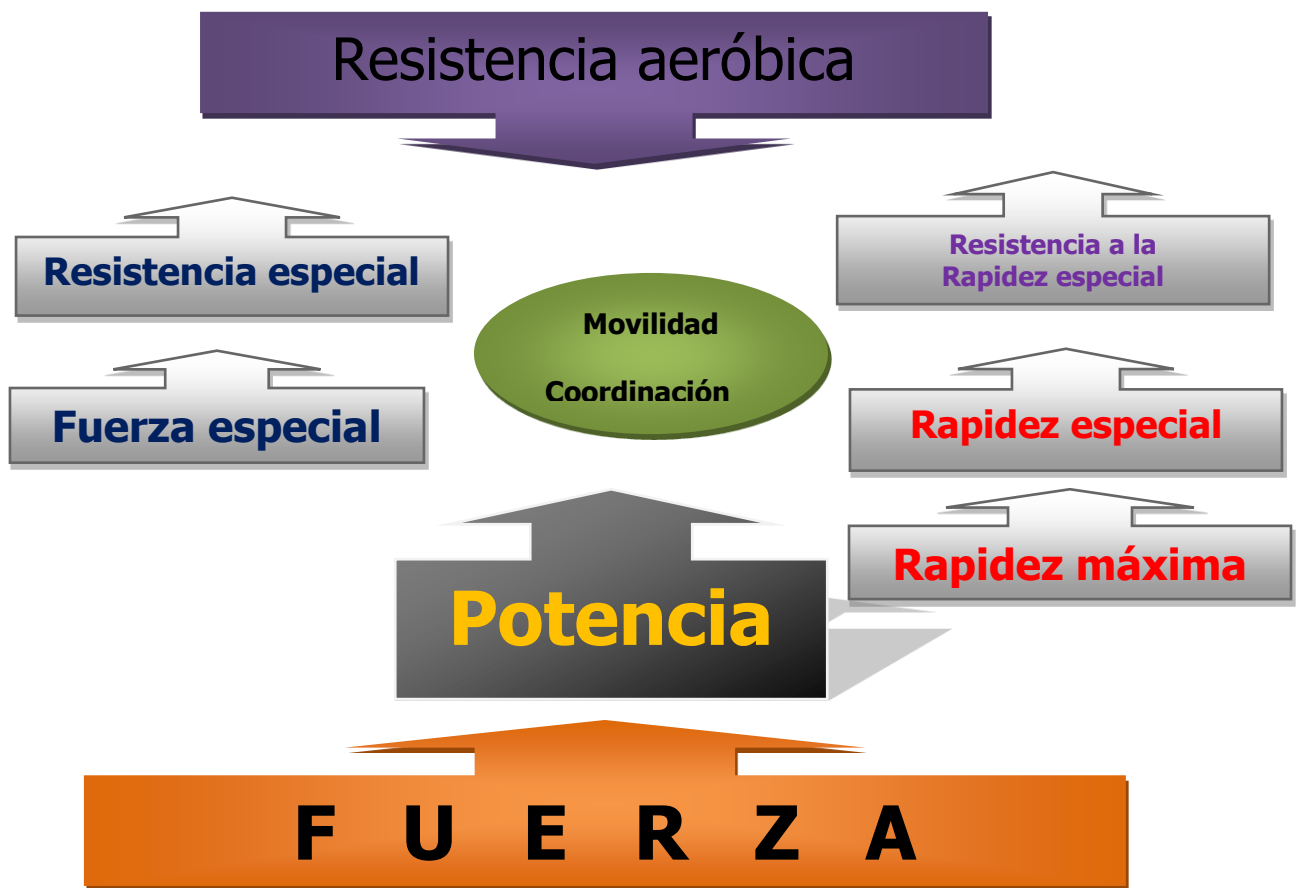 Resistencia aeróbica
Resistencia especial
Resistencia a la
Rapidez especial
Movilidad
Coordinación
Fuerza especial
Rapidez especial
Rapidez máxima
Potencia
F U E R Z A